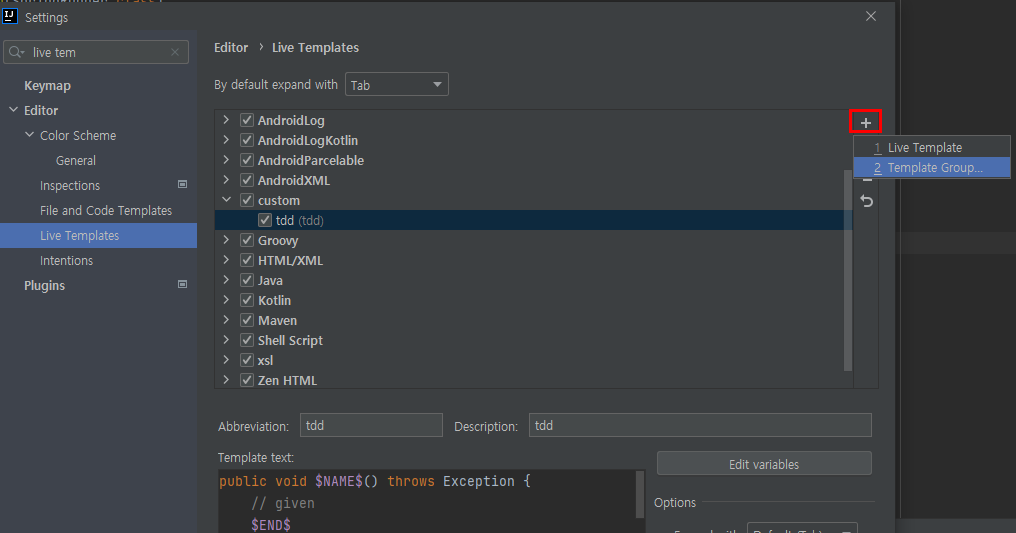 Settings
live tem
Keymap
Editor
Color Scheme
General
Inspections
File and Code Templates
Live Templates
Intentions
Plugins
Editor › Live Templates
By default expand with Tab
AndroidLog
AndroidLogKotlin
AndroidParcelable
AndroidXML
custom
tdd (tdd)
Groovy
HTML/XML
Java
Kotlin
Maven
Shell Script
xsl
Zen HTML
1 Live Template
2 Template Group...
Abbreviation: tdd Description: tdd
Template text:
public void $NAME$() throws Exception {
// given
$END$
Edit variables
Options